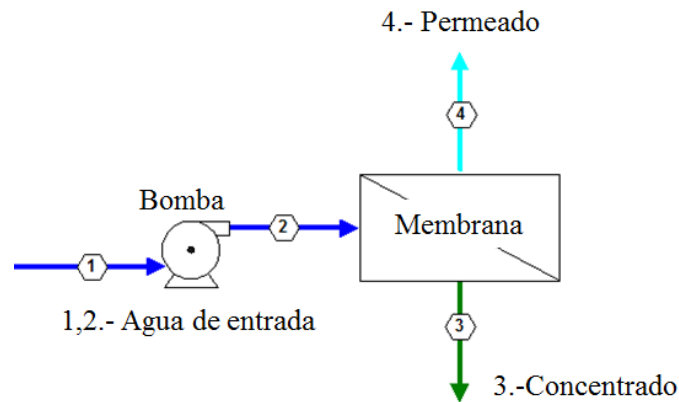 4.- Permeado
4
Bomba
2
Membrana
1
1,2.- Agua de entrada
3
3.-Concentrado